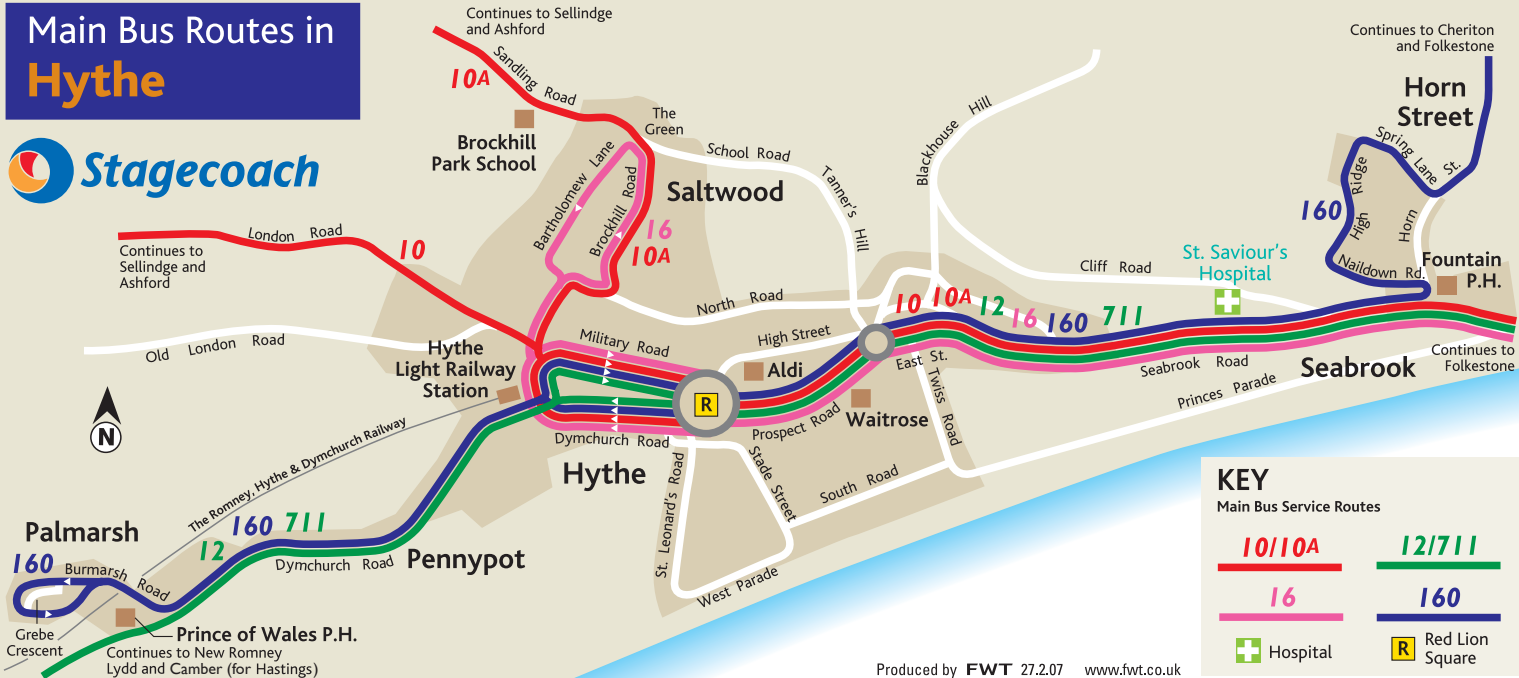 Main Bus Routes in
Hythe
Stagecoach
Continues to Sellindge
and Ashford
Sandling Road
10A
Brockhill
Park School
The
Green
School Road
Saltwood
Bartholomew Lane
Brockhill Road
16
10A
Tanner's Hill
Blackhouse Hill
Continues to Cheriton
and Folkestone
Horn
Street
Spring Lane
St.
High Ridge
Horn
160
Naildown Rd.
Fountain
P.H.
St. Saviour's
Hospital
Cliff Road
London Road
10
Continues to
Sellindge and
Ashford
Old London Road
North Road
10
10A
12
16
160
711
Military Road
High Street
Hythe
Light Railway
Station
Aldi
R
East St.
Seabrook Road
Seabrook
Continues to
Folkestone
Princes Parade
Waitrose
Twiss Road
Prospect Road
Dymchurch Road
Hythe
N
St. Leonard's Road
Stade Street
South Road
West Parade
The Romney, Hythe & Dymchurch Railway
Palmarsh
160
711
12
Dymchurch Road
Pennypot
160
Burmarsh Road
Grebe
Crescent
Prince of Wales P.H.
Continues to New Romney
Lydd and Camber (for Hastings)
KEY
Main Bus Service Routes
10/10A
12/711
16
160
Hospital
R
Red Lion
Square
Produced by FWT 27.2.07 www.fwt.co.uk